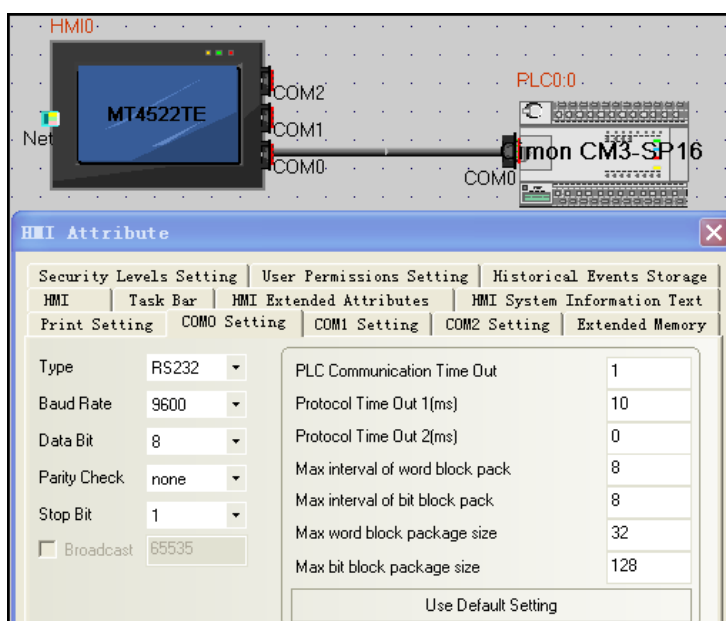 HMI0
COM2
PLC0:0
MT4522TE
Net
COM1
Cimon CM3-SP16
COM0
COM0
HMI Attribute
Security Levels Setting User Permissions Setting Historical Events Storage
HMI Task Bar HMI Extended Attributes HMI System Information Text
Print Setting COM0 Setting COM1 Setting COM2 Setting Extended Memory
Type RS232 PLC Communication Time Out 1
Baud Rate 9600 Protocol Time Out 1(ms) 10
Data Bit 8 Protocol Time Out 2(ms) 0
Parity Check none Max interval of word block pack 8
Stop Bit 1 Max interval of bit block pack 8
Broadcast 65535 Max word block package size 32
Max bit block package size 128
Use Default Setting